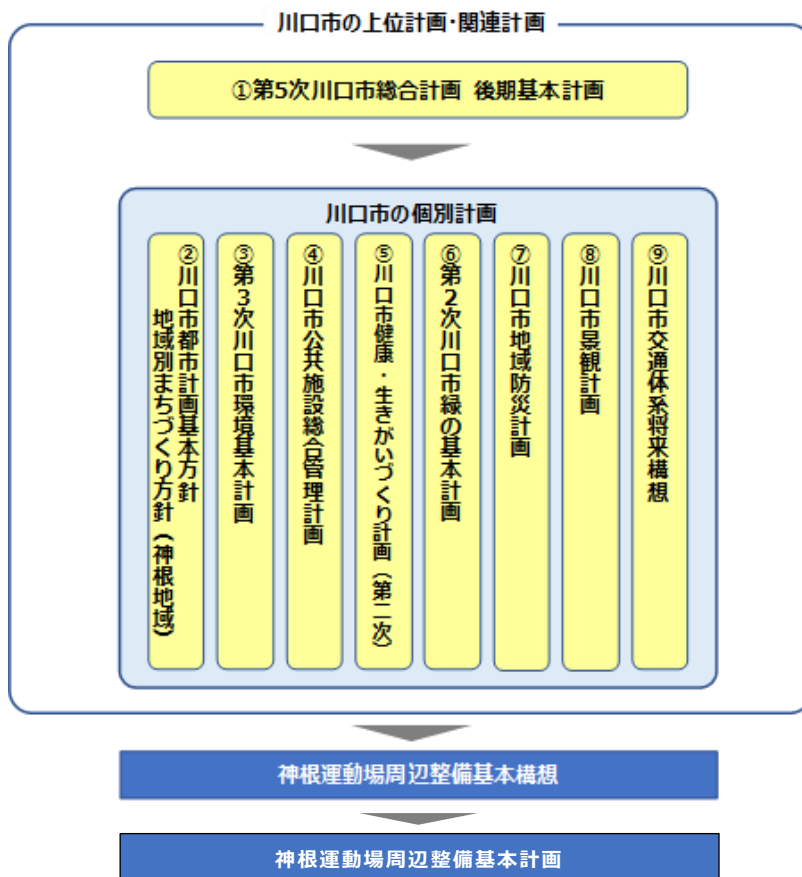 川口市の上位計画・関連計画
①第5次川口市総合計画 後期基本計画
川口市の個別計画
②川口市都市計画基本方針
地域別まちづくり方針（神根地域）
③第３次川口市環境基本計画
④川口市公共施設総合管理計画
⑤川口市健康・生きがいづくり計画（第二次）
⑥第２次川口市緑の基本計画
⑦川口市地域防災計画
⑧川口市景観計画
⑨川口市交通体系将来構想
神根運動場周辺整備基本構想
神根運動場周辺整備基本計画